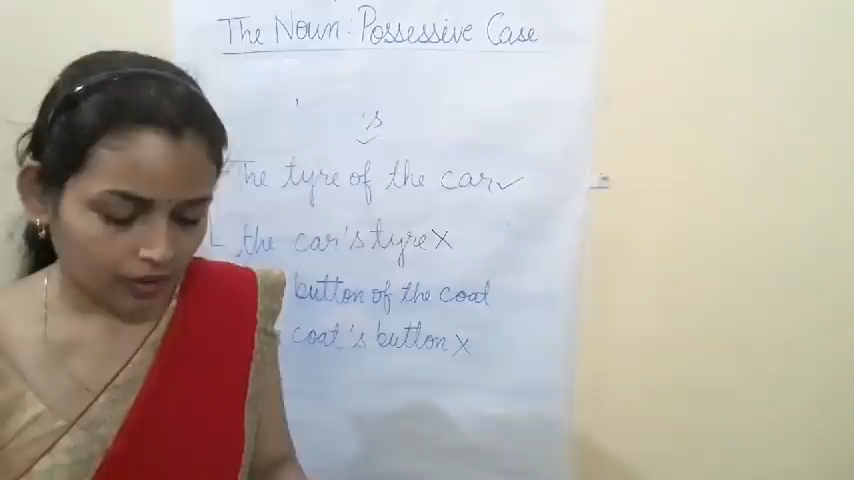 The Noun: Possessive Case
's
The tyre of the car ✓
the car's tyre X
button of the coat
coat's button X